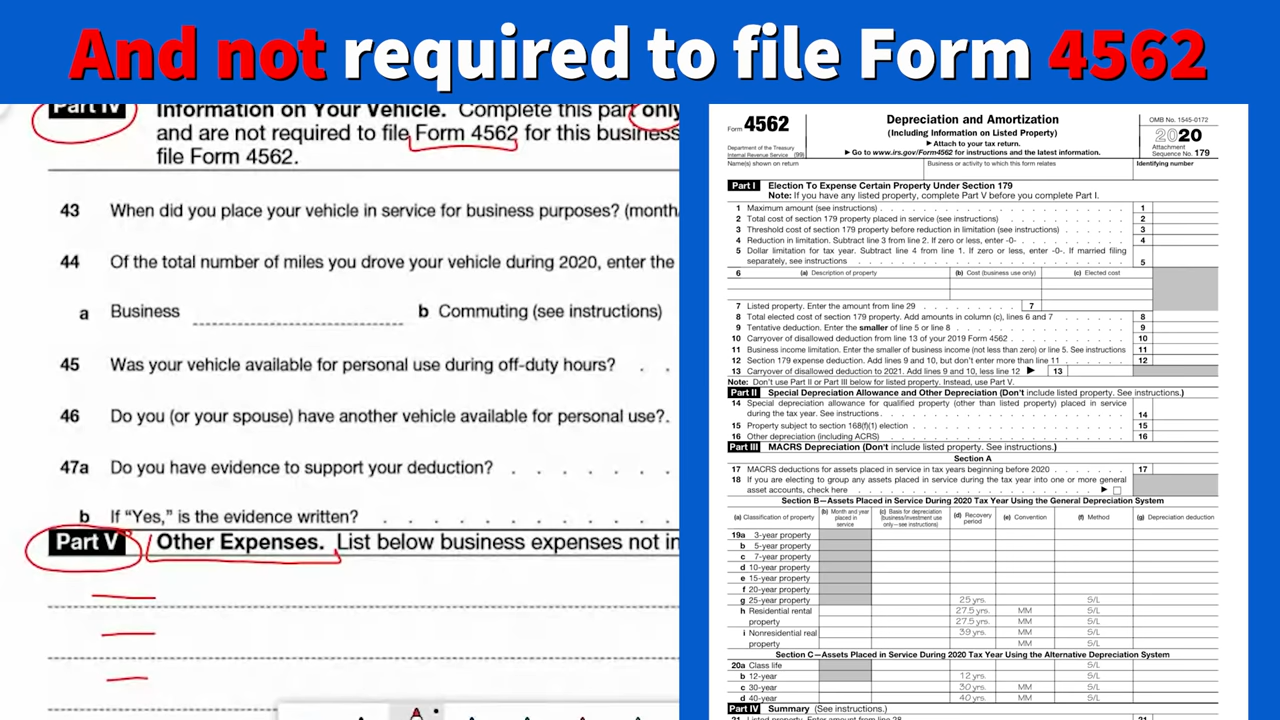 And not required to file Form 4562
Part IV Information on Your Vehicle. Complete this part only
and are not required to file Form 4562 for this business
file Form 4562.
43 When did you place your vehicle in service for business purposes? (month
44 Of the total number of miles you drove your vehicle during 2020, enter the
a Business b Commuting (see instructions)
45 Was your vehicle available for personal use during off-duty hours? . .
46 Do you (or your spouse) have another vehicle available for personal use?.
47a Do you have evidence to support your deduction? . . . . . .
b If “Yes,” is the evidence written? . . . . . . . . . .
Part V Other Expenses. List below business expenses not in
Form 4562
Department of the Treasury
Internal Revenue Service (99)
Depreciation and Amortization
(Including Information on Listed Property)
▶ Attach to your tax return.
▶ Go to www.irs.gov/Form4562 for instructions and the latest information.
OMB No. 1545-0172
2020
Attachment
Sequence No. 179
Name(s) shown on return Business or activity to which this form relates Identifying number
Part I Election To Expense Certain Property Under Section 179
Note: If you have any listed property, complete Part V before you complete Part I.
1 Maximum amount (see instructions) 1
2 Total cost of section 179 property placed in service (see instructions) 2
3 Threshold cost of section 179 property before reduction in limitation (see instructions) 3
4 Reduction in limitation. Subtract line 3 from line 2. If zero or less, enter -0- 4
5 Dollar limitation for tax year. Subtract line 4 from line 1. If zero or less, enter -0-. If married filing
separately, see instructions 5
6 (a) Description of property (b) Cost (business use only) (c) Elected cost
7 Listed property. Enter the amount from line 29 7
8 Total elected cost of section 179 property. Add amounts in column (c), lines 6 and 7 8
9 Tentative deduction. Enter the smaller of line 5 or line 8 9
10 Carryover of disallowed deduction from line 13 of your 2019 Form 4562 10
11 Business income limitation. Enter the smaller of business income (not less than zero) or line 5. See instructions 11
12 Section 179 expense deduction. Add lines 9 and 10, but don’t enter more than line 11 12
13 Carryover of disallowed deduction to 2021. Add lines 9 and 10, less line 12 ▶ 13
Note: Don’t use Part II or Part III below for listed property. Instead, use Part V.
Part II Special Depreciation Allowance and Other Depreciation (Don’t include listed property. See instructions.)
14 Special depreciation allowance for qualified property (other than listed property) placed in service
during the tax year. See instructions 14
15 Property subject to section 168(f)(1) election 15
16 Other depreciation (including ACRS) 16
Part III MACRS Depreciation (Don’t include listed property. See instructions.)
Section A
17 MACRS deductions for assets placed in service in tax years beginning before 2020 17
18 If you are electing to group any assets placed in service during the tax year into one or more general
asset accounts, check here ▶
Section B—Assets Placed in Service During 2020 Tax Year Using the General Depreciation System
(a) Classification of property (b) Month and year placed in service (c) Basis for depreciation (business/investment use only—see instructions) (d) Recovery period (e) Convention (f) Method (g) Depreciation deduction
19a 3-year property
b 5-year property
c 7-year property
d 10-year property
e 15-year property
f 20-year property
g 25-year property 25 yrs. S/L
h Residential rental 27.5 yrs. MM S/L
property 27.5 yrs. MM S/L
i Nonresidential real 39 yrs. MM S/L
property MM S/L
Section C—Assets Placed in Service During 2020 Tax Year Using the Alternative Depreciation System
20a Class life S/L
b 12-year 12 yrs. S/L
c 30-year 30 yrs. MM S/L
d 40-year 40 yrs. MM S/L
Part IV Summary (See instructions.)
21 Listed property. Enter amount from line 28 21